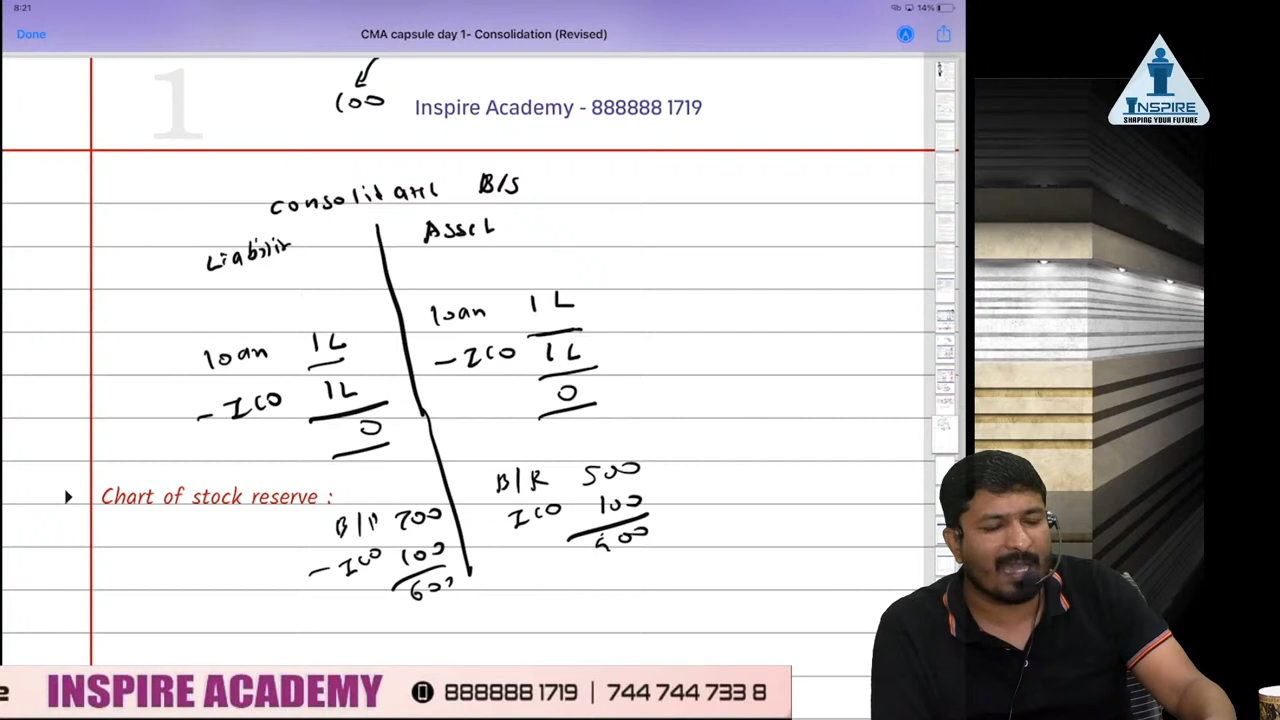 8:21
14%
Done
CMA capsule day 1- Consolidation (Revised)
1
100
Inspire Academy - 888888 1719
INSPIRE
SHAPING YOUR FUTURE
B/S
Liabilit
Asset
loan 1L
- ICO 1L
0
loan 1L
- ICO 1L
0
Chart of stock reserve :
B/P 700
- ICO 100
600
B/R 500
ICO 100
400
e
INSPIRE ACADEMY
888888 1719 | 744 744 733 8